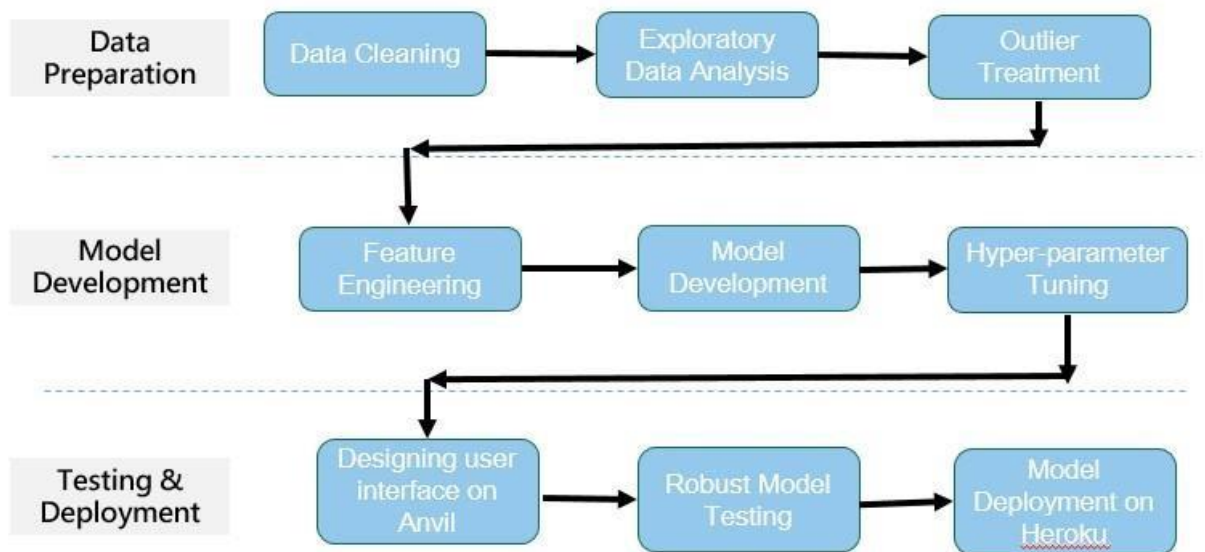 Data
Preparation
Data Cleaning
Exploratory
Data Analysis
Outlier
Treatment
Model
Development
Feature
Engineering
Model
Development
Hyper-parameter
Tuning
Testing &
Deployment
Designing user
interface on
Anvil
Robust Model
Testing
Model
Deployment on
Heroku